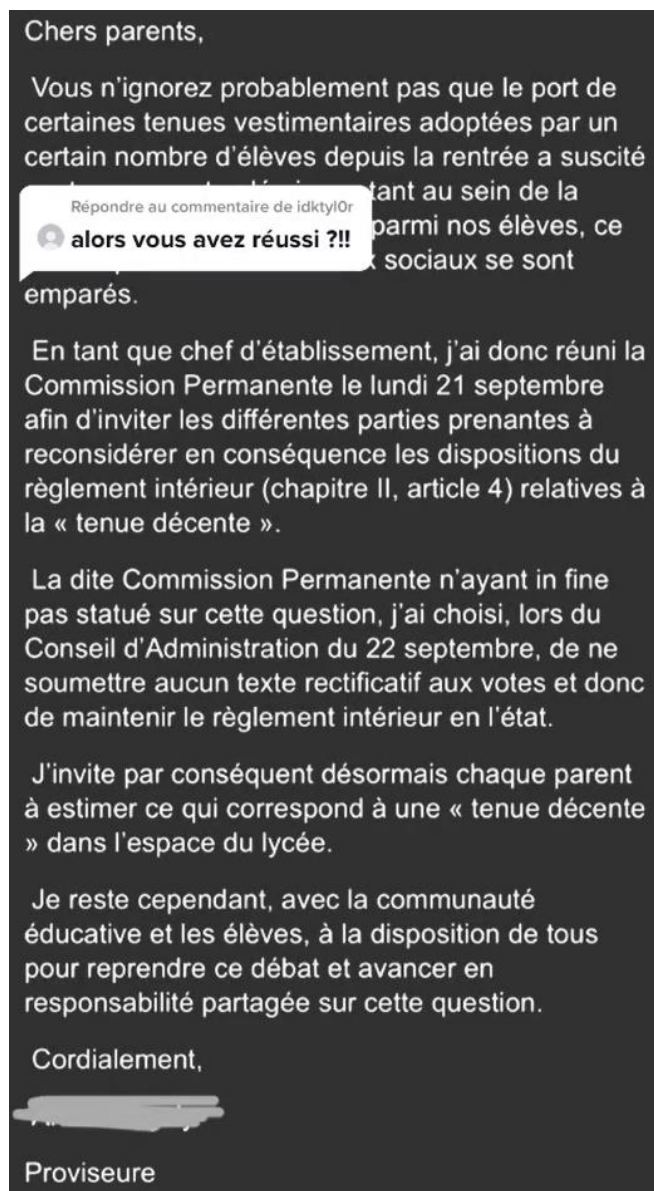 Chers parents,
Vous n’ignorez probablement pas que le port de
certaines tenues vestimentaires adoptées par un
certain nombre d’élèves depuis la rentrée a suscité
tant au sein de la
Répondre au commentaire de idktyl0r
alors vous avez réussi ?!!
parmi nos élèves, ce
sociaux se sont
emparés.
En tant que chef d’établissement, j’ai donc réuni la
Commission Permanente le lundi 21 septembre
afin d’inviter les différentes parties prenantes à
reconsidérer en conséquence les dispositions du
règlement intérieur (chapitre II, article 4) relatives à
la « tenue décente ».
La dite Commission Permanente n’ayant in fine
pas statué sur cette question, j’ai choisi, lors du
Conseil d’Administration du 22 septembre, de ne
soumettre aucun texte rectificatif aux votes et donc
de maintenir le règlement intérieur en l’état.
J’invite par conséquent désormais chaque parent
à estimer ce qui correspond à une « tenue décente
» dans l’espace du lycée.
Je reste cependant, avec la communauté
éducative et les élèves, à la disposition de tous
pour reprendre ce débat et avancer en
responsabilité partagée sur cette question.
Cordialement,
Proviseure